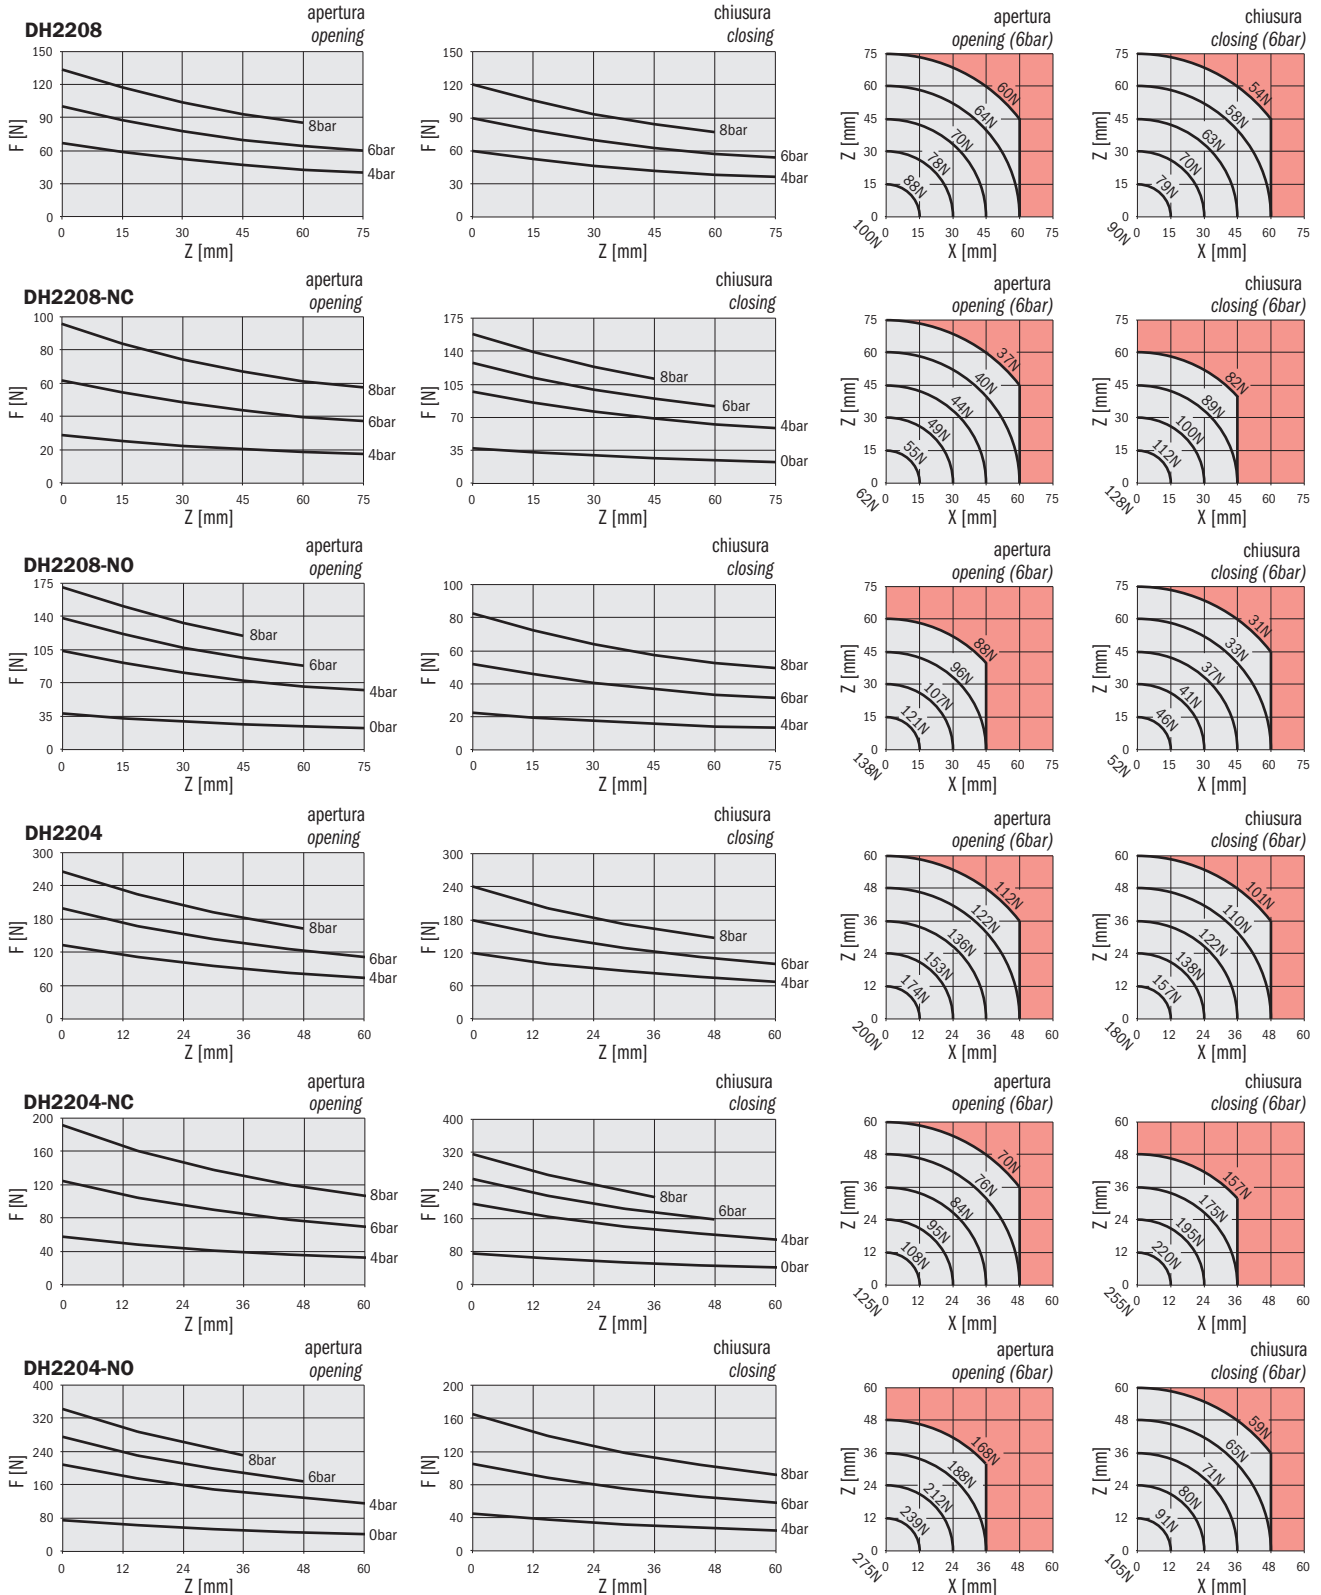 DH2208
apertura
opening
F [N]
150
120
90
60
30
0
8bar
6bar
4bar
0 15 30 45 60 75
Z [mm]
chiusura
closing
F [N]
150
120
90
60
30
0
8bar
6bar
4bar
0 15 30 45 60 75
Z [mm]
apertura
opening (6bar)
Z [mm]
75
60
45
30
15
0
60N
64N
70N
78N
88N
100N
0 15 30 45 60 75
X [mm]
chiusura
closing (6bar)
Z [mm]
75
60
45
30
15
0
54N
58N
63N
70N
79N
90N
0 15 30 45 60 75
X [mm]
DH2208-NC
apertura
opening
F [N]
100
80
60
40
20
0
8bar
6bar
4bar
0 15 30 45 60 75
Z [mm]
chiusura
closing
F [N]
175
140
105
70
35
0
8bar
6bar
4bar
0bar
0 15 30 45 60 75
Z [mm]
apertura
opening (6bar)
Z [mm]
75
60
45
30
15
0
37N
40N
44N
49N
55N
62N
0 15 30 45 60 75
X [mm]
chiusura
closing (6bar)
Z [mm]
75
60
45
30
15
0
82N
89N
100N
112N
128N
0 15 30 45 60 75
X [mm]
DH2208-NO
apertura
opening
F [N]
175
140
105
70
35
0
8bar
6bar
4bar
0bar
0 15 30 45 60 75
Z [mm]
chiusura
closing
F [N]
100
80
60
40
20
0
8bar
6bar
4bar
0 15 30 45 60 75
Z [mm]
apertura
opening (6bar)
Z [mm]
75
60
45
30
15
0
88N
96N
107N
121N
138N
0 15 30 45 60 75
X [mm]
chiusura
closing (6bar)
Z [mm]
75
60
45
30
15
0
31N
33N
37N
41N
46N
52N
0 15 30 45 60 75
X [mm]
DH2204
apertura
opening
F [N]
300
240
180
120
60
0
8bar
6bar
4bar
0 12 24 36 48 60
Z [mm]
chiusura
closing
F [N]
300
240
180
120
60
0
8bar
6bar
4bar
0 12 24 36 48 60
Z [mm]
apertura
opening (6bar)
Z [mm]
60
48
36
24
12
0
112N
122N
136N
153N
174N
200N
0 12 24 36 48 60
X [mm]
chiusura
closing (6bar)
Z [mm]
60
48
36
24
12
0
101N
110N
122N
138N
157N
180N
0 12 24 36 48 60
X [mm]
DH2204-NC
apertura
opening
F [N]
200
160
120
80
40
0
8bar
6bar
4bar
0 12 24 36 48 60
Z [mm]
chiusura
closing
F [N]
400
320
240
160
80
0
8bar
6bar
4bar
0bar
0 12 24 36 48 60
Z [mm]
apertura
opening (6bar)
Z [mm]
60
48
36
24
12
0
70N
76N
84N
95N
108N
125N
0 12 24 36 48 60
X [mm]
chiusura
closing (6bar)
Z [mm]
60
48
36
24
12
0
157N
175N
195N
220N
255N
0 12 24 36 48 60
X [mm]
DH2204-NO
apertura
opening
F [N]
400
320
240
160
80
0
8bar
6bar
4bar
0bar
0 12 24 36 48 60
Z [mm]
chiusura
closing
F [N]
200
160
120
80
40
0
8bar
6bar
4bar
0 12 24 36 48 60
Z [mm]
apertura
opening (6bar)
Z [mm]
60
48
36
24
12
0
168N
188N
212N
239N
275N
0 12 24 36 48 60
X [mm]
chiusura
closing (6bar)
Z [mm]
60
48
36
24
12
0
59N
65N
71N
80N
91N
105N
0 12 24 36 48 60
X [mm]